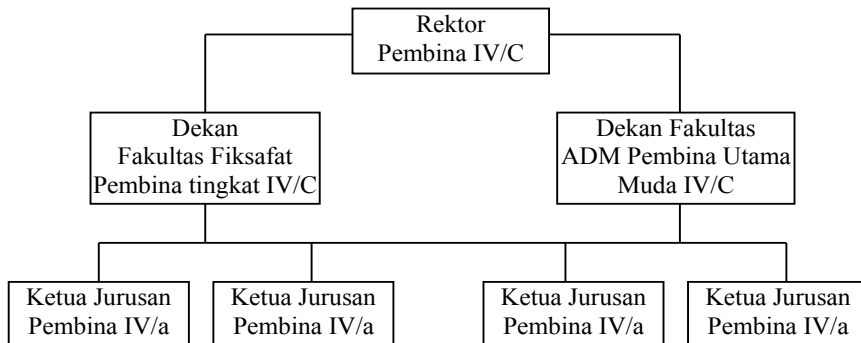 Rektor
Pembina IV/C
Dekan
Fakultas Fiksafat
Pembina tingkat IV/C
Dekan Fakultas
ADM Pembina Utama
Muda IV/C
Ketua Jurusan
Pembina IV/a
Ketua Jurusan
Pembina IV/a
Ketua Jurusan
Pembina IV/a
Ketua Jurusan
Pembina IV/a